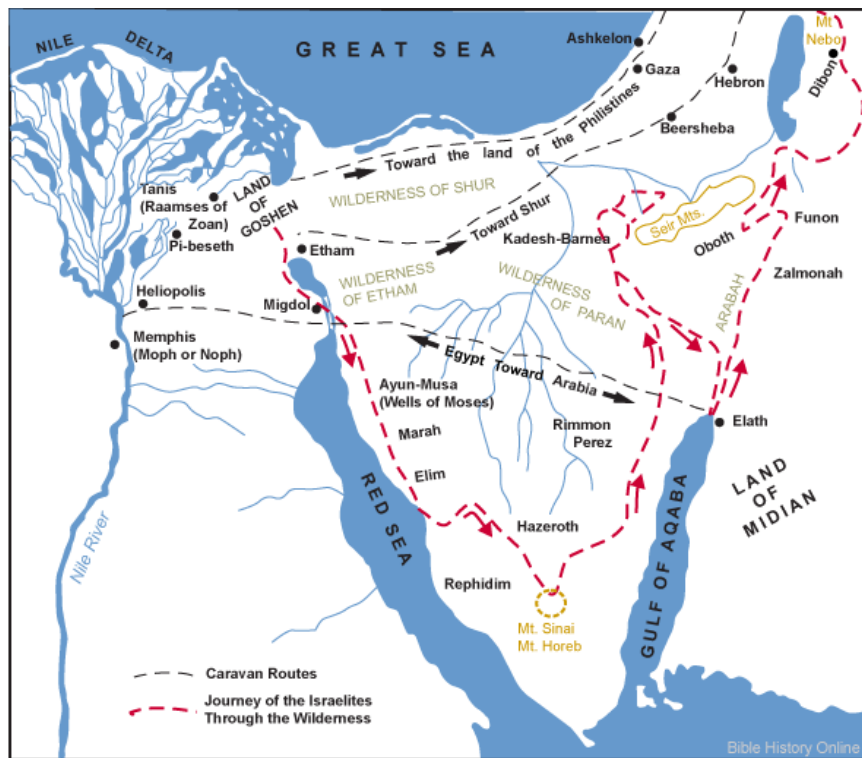 NILE DELTA
GREAT SEA
Mt
Nebo
Ashkelon
Gaza
Hebron
Dibon
Beersheba
Toward the land of the Philistines
Tanis
(Raamses of
Zoan)
LAND
OF
GOSHEN
WILDERNESS OF SHUR
Pi-beseth
Etham
Toward Shur
Kadesh-Barnea
Seir Mts.
Oboth
Funon
WILDERNESS
OF ETHAM
WILDERNESS
OF PARAN
Zalmonah
ARABAH
Heliopolis
Migdol
Memphis
(Moph or Noph)
Egypt Toward Arabia
Ayun-Musa
(Wells of Moses)
Marah
Elim
Rimmon
Perez
Elath
LAND
OF
MIDIAN
RED SEA
Hazeroth
GULF OF AQABA
Nile River
Rephidim
Mt. Sinai
Mt. Horeb
Caravan Routes
Journey of the Israelites
Through the Wilderness
Bible History Online